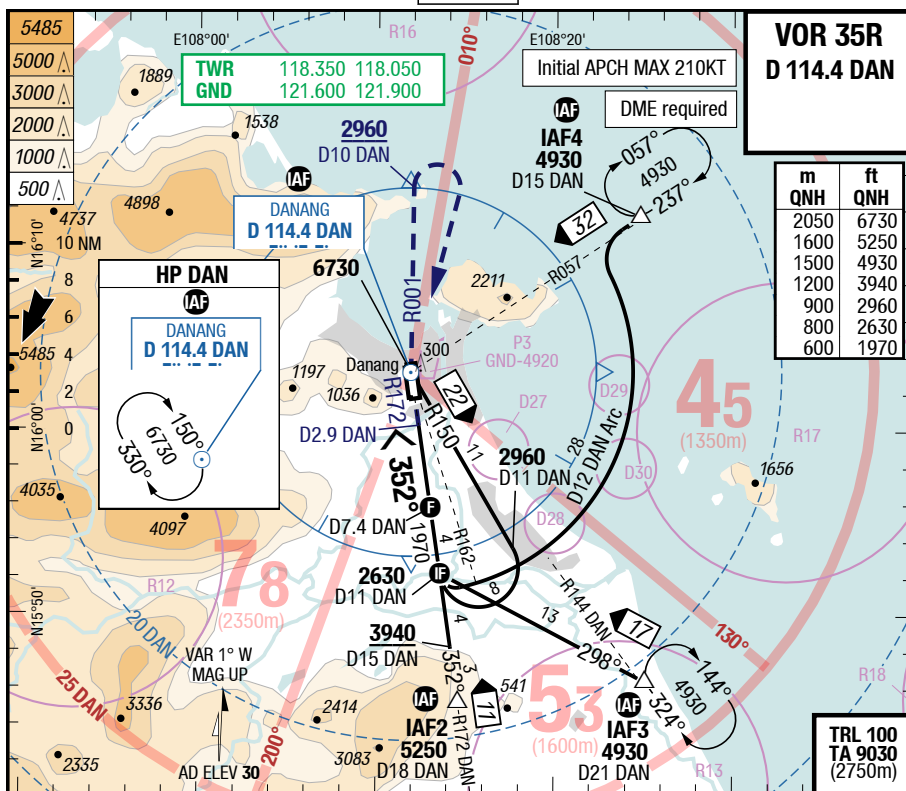 5485
5000
3000
2000
1000
500
E108°00'
E108°20'
R16
010°
TWR 118.350 118.050
GND 121.600 121.900
Initial APCH MAX 210KT
DME required
VOR 35R
D 114.4 DAN
m ft
QNH QNH
2050 6730
1600 5250
1500 4930
1200 3940
900 2960
800 2630
600 1970
1889
1538
4737
4898
2960
D10 DAN
IAF
IAF4
4930
D15 DAN
057°
4930
237°
IAF
DANANG
D 114.4 DAN
32
R057
N16°10'
10 NM
8
6
4
2
0
5485
N16°00'
HP DAN
IAF
DANANG
D 114.4 DAN
150°
6730
330°
6730
R001
2211
Danang
300
P3
GND-4920
1197
1036
R172
R150
22
11
D29
D27
D30
D28
45
(1350m)
R17
1656
D2.9 DAN
2960
D11 DAN
28
D12 DAN Arc
352°
F
D7.4 DAN
1970
4
R162
4035
4097
R12
78
(2350m)
2630
D11 DAN
IF
8
13
R144 DAN
17
298°
130°
N15°50'
20 DAN
25 DAN
VAR 1° W
MAG UP
3940
D15 DAN
4
3
352°
R172 DAN
11
541
53
(1600m)
144°
4930
324°
IAF
IAF3
4930
D21 DAN
R18
R13
IAF
IAF2
5250
D18 DAN
3336
2335
2414
3083
200°
AD ELEV 30
TRL 100
TA 9030
(2750m)